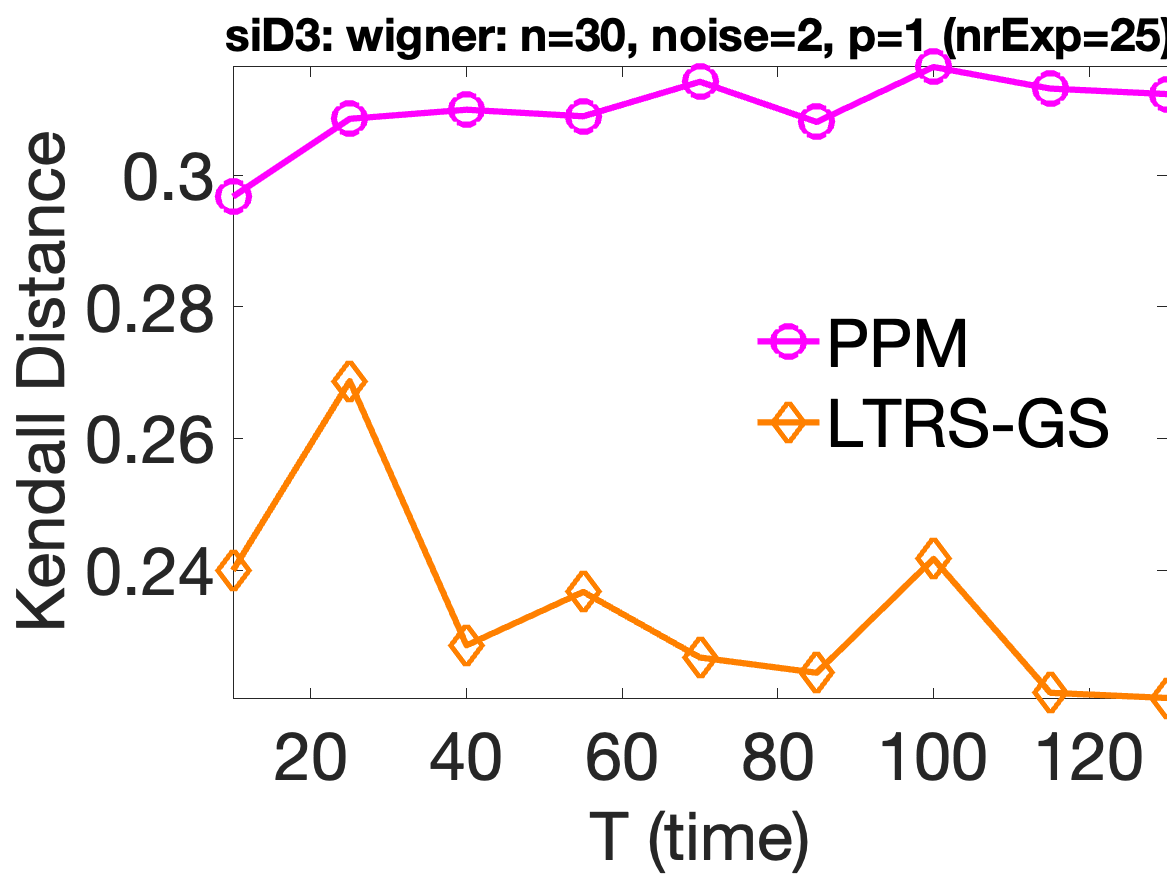 siD3: wigner: n=30, noise=2, p=1 (nrExp=25)
Kendall Distance
0.3
0.28
0.26
0.24
PPM
LTRS-GS
20 40 60 80 100 120
T (time)